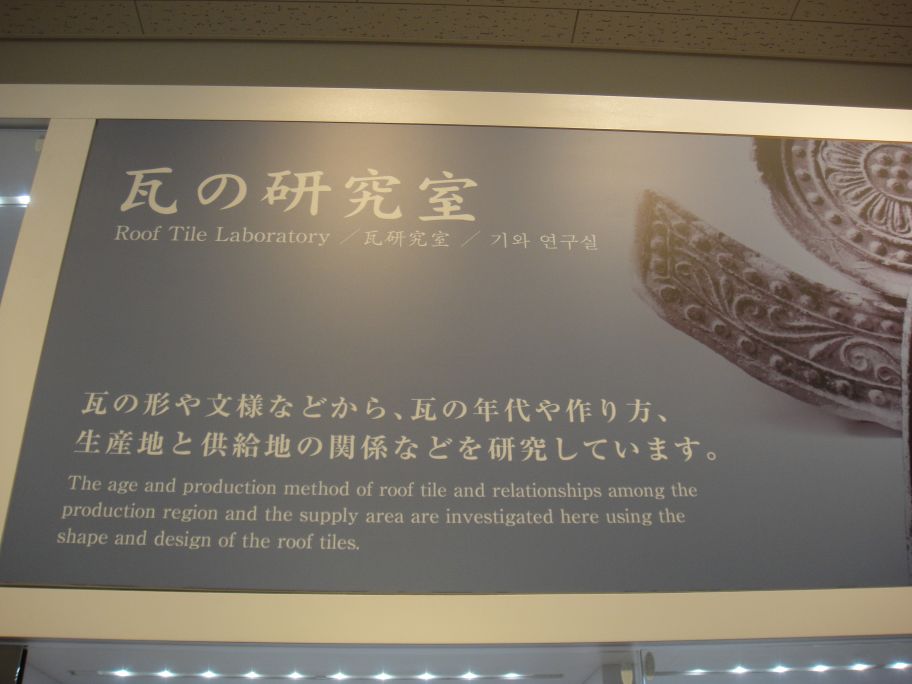 瓦の研究室
Roof Tile Laboratory ／瓦研究室 ／ 기와 연구실
瓦の形や文様などから、瓦の年代や作り方、
生産地と供給地の関係などを研究しています。
The age and production method of roof tile and relationships among the
production region and the supply area are investigated here using the
shape and design of the roof tiles.